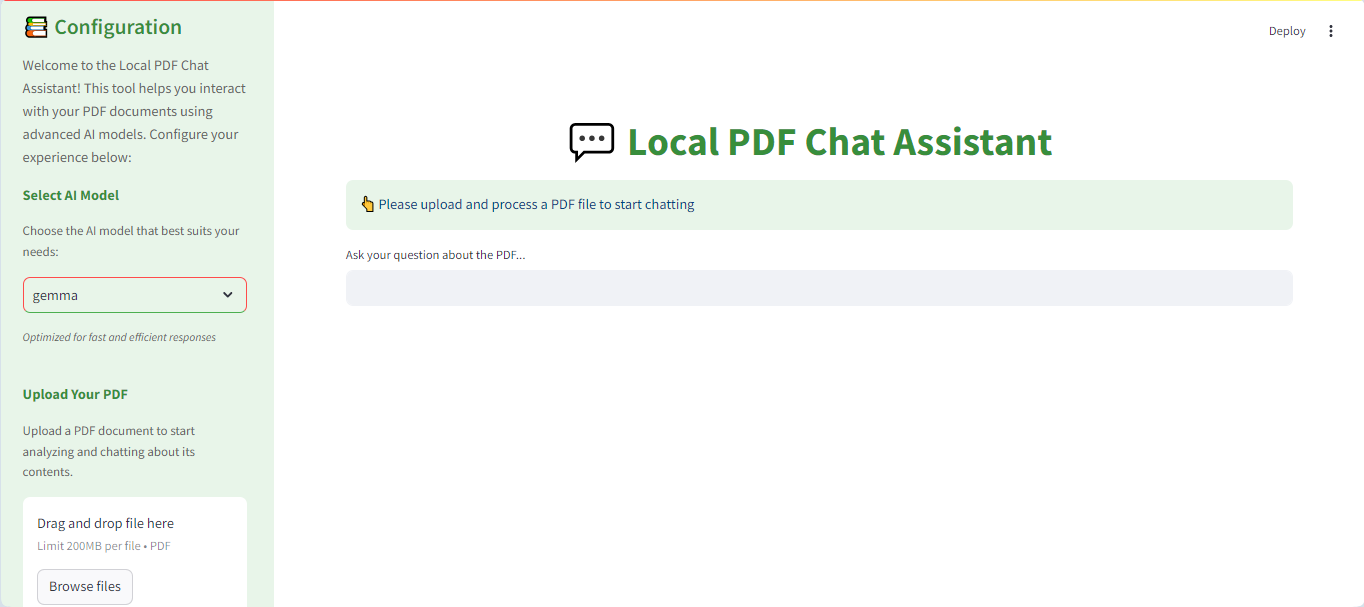 Configuration
Welcome to the Local PDF Chat
Assistant! This tool helps you interact
with your PDF documents using
advanced AI models. Configure your
experience below:
Select AI Model
Choose the AI model that best suits your
needs:
gemma
Optimized for fast and efficient responses
Upload Your PDF
Upload a PDF document to start
analyzing and chatting about its
contents.
Drag and drop file here
Limit 200MB per file • PDF
Browse files
Deploy
Local PDF Chat Assistant
Please upload and process a PDF file to start chatting
Ask your question about the PDF...